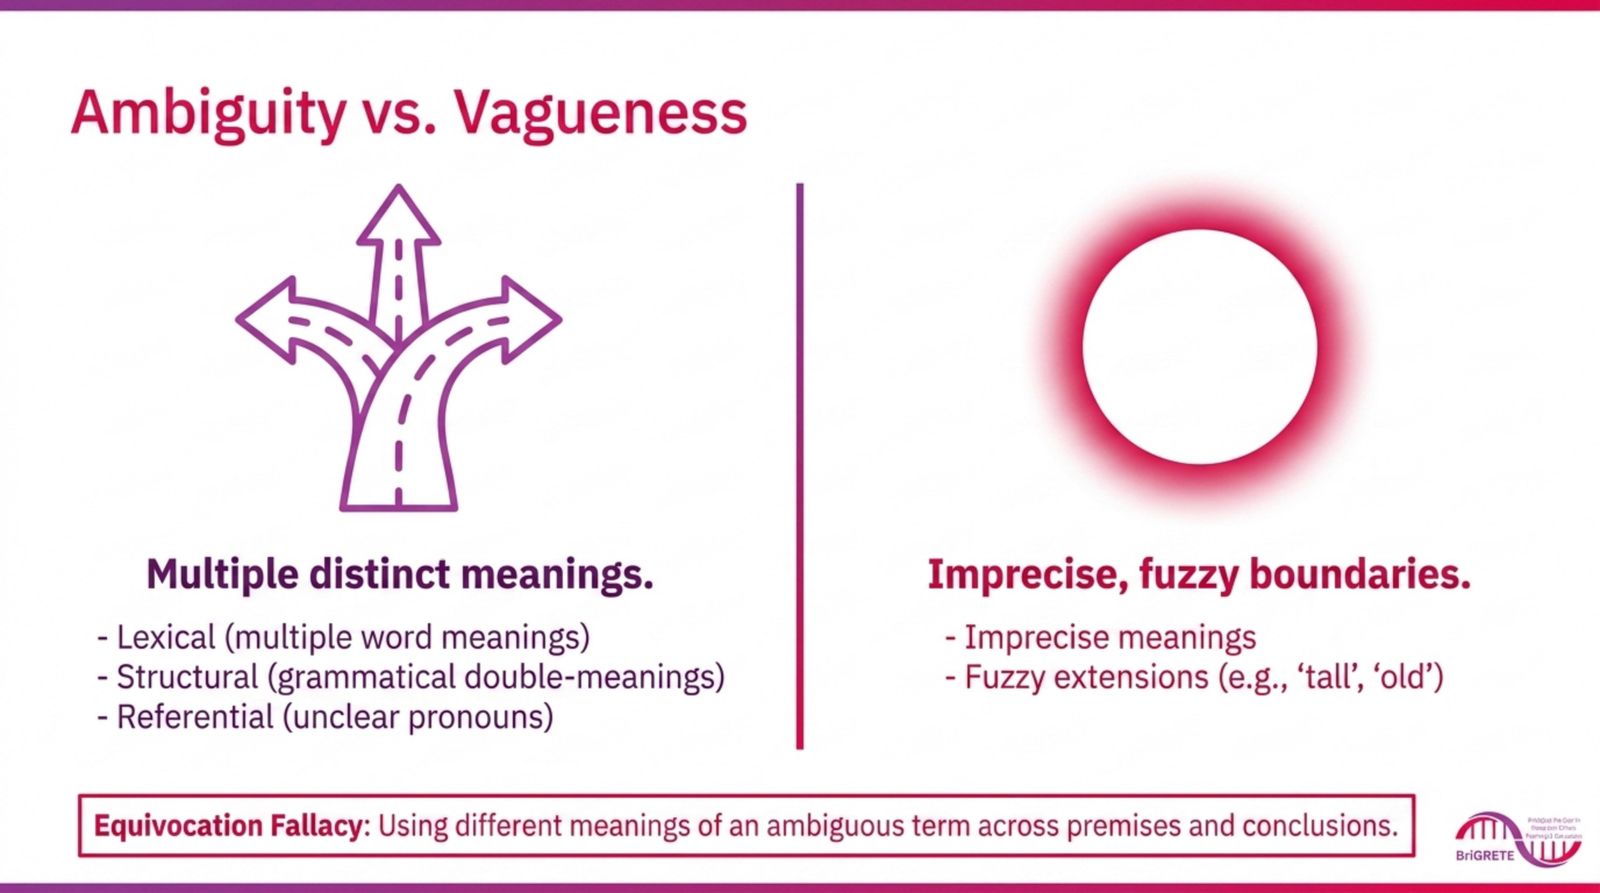 Ambiguity vs. Vagueness
Multiple distinct meanings.
- Lexical (multiple word meanings)
- Structural (grammatical double-meanings)
- Referential (unclear pronouns)
Imprecise, fuzzy boundaries.
- Imprecise meanings
- Fuzzy extensions (e.g., ‘tall’, ‘old’)
Equivocation Fallacy: Using different meanings of an ambiguous term across premises and conclusions.
BriGRETE